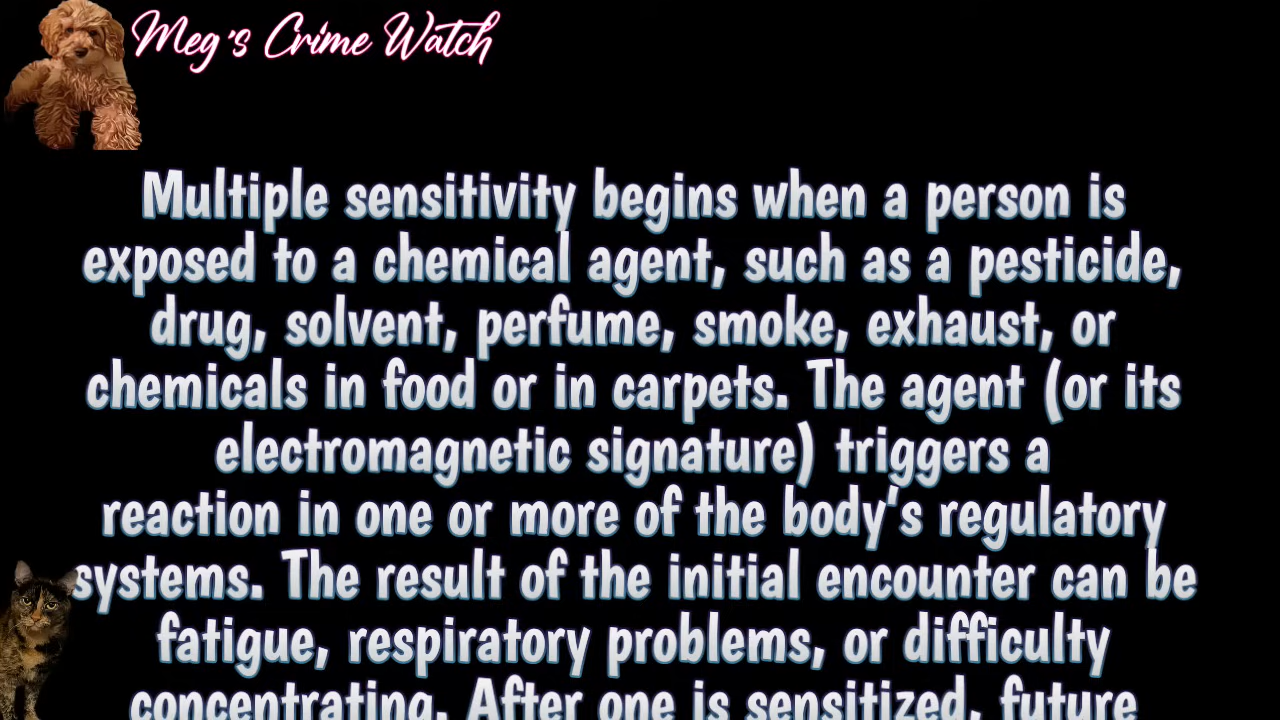 Meg's Crime Watch
Multiple sensitivity begins when a person is
exposed to a chemical agent, such as a pesticide,
drug, solvent, perfume, smoke, exhaust, or
chemicals in food or in carpets. The agent (or its
electromagnetic signature) triggers a
reaction in one or more of the body's regulatory
systems. The result of the initial encounter can be
fatigue, respiratory problems, or difficulty
concentrating. After one is sensitized, future